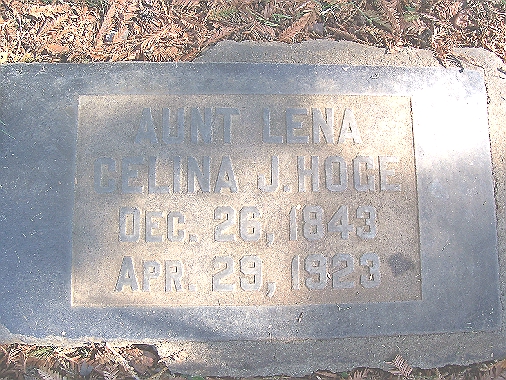 AUNT LENA
CELINA J. HOGE
DEC. 26, 1843
APR. 29, 1923